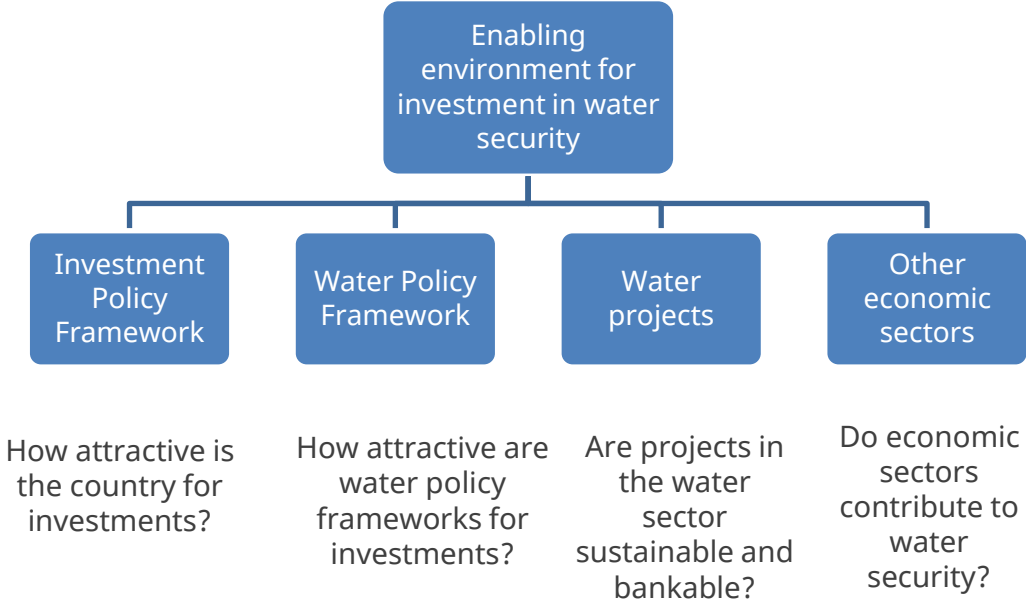 Enabling
environment for
investment in water
security
Investment
Policy
Framework
Water Policy
Framework
Water
projects
Other
economic
sectors
How attractive is
the country for
investments?
How attractive are
water policy
frameworks for
investments?
Are projects in
the water
sector
sustainable and
bankable?
Do economic
sectors
contribute to
water
security?